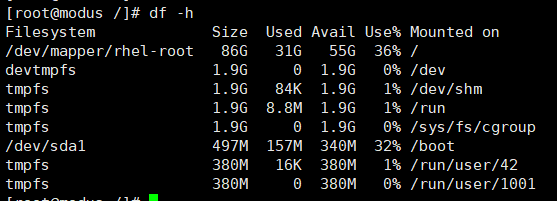 [root@modus /]# df -h
Filesystem Size Used Avail Use% Mounted on
/dev/mapper/rhel-root 86G 31G 55G 36% /
devtmpfs 1.9G 0 1.9G 0% /dev
tmpfs 1.9G 84K 1.9G 1% /dev/shm
tmpfs 1.9G 8.8M 1.9G 1% /run
tmpfs 1.9G 0 1.9G 0% /sys/fs/cgroup
/dev/sda1 497M 157M 340M 32% /boot
tmpfs 380M 16K 380M 1% /run/user/42
tmpfs 380M 0 380M 0% /run/user/1001
[root@modus /]#